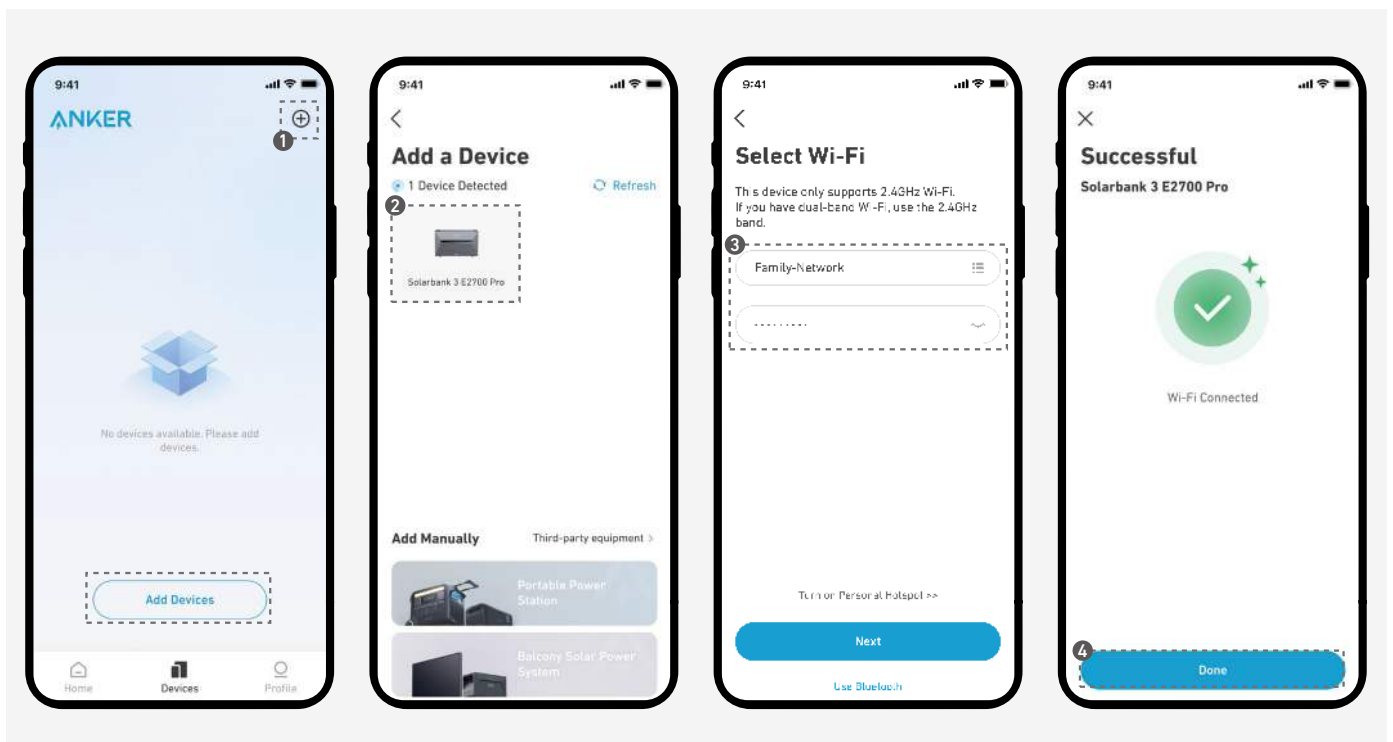 9:41
ANKER
1
No devices available. Please add
devices.
Add Devices
Home
Devices
Profile
9:41
Add a Device
1 Device Detected
Refresh
2
Solarbank 3 E2700 Pro
Add Manually
Third-party equipment >
Portable Power
Station
Balcony Solar Power
System
9:41
Select Wi-Fi
This device only supports 2.4GHz Wi-Fi.
If you have dual-band Wi-Fi, use the 2.4GHz
band.
3
Family-Network
Turn on Personal Hotspot >>
Next
Use Bluetooth
9:41
Successful
Solarbank 3 E2700 Pro
Wi-Fi Connected
4
Done